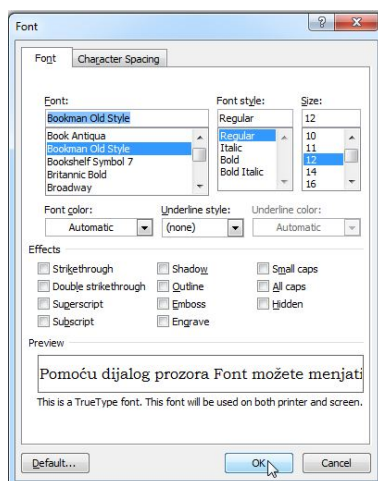 Font
Font Character Spacing
Font: Font style: Size:
Bookman Old Style Regular 12
Book Antiqua Regular 10
Bookman Old Style Italic 11
Bookshelf Symbol 7 Bold 12
Britannic Bold Bold Italic 14
Broadway 16
Font color: Underline style: Underline color:
Automatic (none) Automatic
Effects
Strikethrough Shadow Small caps
Double strikethrough Outline All caps
Superscript Emboss Hidden
Subscript Engrave
Preview
Pomoću dijalog prozora Font možete menjati
This is a TrueType font. This font will be used on both printer and screen.
Default... OK Cancel